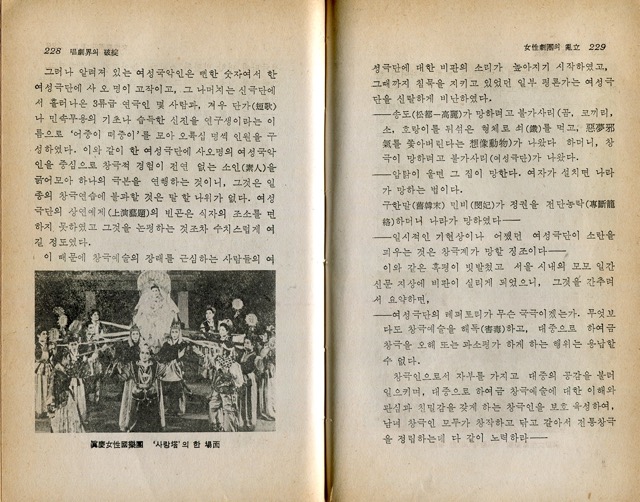 228 唱劇界의 破綻
그러나 알려져 있는 여성국악인은 뻔한 숫자여서 한
여성극단에 사 오 명이 고작이고, 그 나머지는 신극단에
서 흘러나온 3류급 연극인 몇 사람과, 겨우 단가(短歌)
나 민속무용의 기초나 습득한 신진을 연구생이라는 이
름으로 '어중이 떠중이'를 모아 오륙십 명씩 인원을 구
성하였다. 이와 같이 한 여성극단에 사오명의 여성국악
인을 중심으로 창극적 경험이 전연 없는 소인(素人)을
긁어모아 하나의 극본을 연행하는 것이니, 그것은 일
종의 창극연습에 불과할 것은 말 할 나위가 없다. 여성
극단의 상연예제(上演藝題)의 빈곤은 식자의 조소를 면
하지 못하였고 그것을 논평하는 것조차 수치스럽게 여
길 정도였다.
이 때문에 창극예술의 장래를 근심하는 사람들의 여
眞慶女性國樂團 '사랑塔'의 한 場面
女性劇團의 亂立 229
성극단에 대한 비판의 소리가 높아지기 시작하였고,
그때까지 침묵을 지키고 있었던 일부 평론가는 여성극
단을 신랄하게 비난하였다.
──송도(松都─高麗)가 망하려고 불가사리(곰, 코끼리,
소, 호랑이를 뒤섞은 형체로 쇠(鐵)를 먹고, 惡夢邪
氣를 쫓아버린다는 想像動物)가 나왔다 하더니, 창
극이 망하려고 불가사리(여성극단)가 나왔다.
──암탉이 울면 그 집이 망한다. 여자가 설치면 나라
가 망하는 법이다.
구한말(舊韓末) 민비(閔妃)가 정권을 전단농락(專斷籠
絡)하더니 나라가 망하였다──
──일시적인 기현상이나 어쨌던 여성극단이 소란을
피우는 것은 창극계가 망할 징조이다──
이와 같은 혹평이 빗발쳤고 서울 시내의 모모 일간
신문 지상에 비판이 실리게 되었으니, 그것을 간추려
서 요약하면,
──여성극단의 레퍼토리가 무슨 국극이겠는가. 무엇보
다도 창극예술을 해독(害毒)하고, 대중으로 하여금
창극을 오해 또는 과소평가 하게 하는 행위는 용납할
수 없다.
창극인으로서 자부를 가지고 대중의 공감을 불러
일으키며, 대중으로 하여금 창극예술에 대한 이해와
관심과 친밀감을 갖게 하는 창극인을 보호 육성하여,
남녀 창극인 모두가 창작하고 닦고 갈아서 전통창극
을 정립하는데 다 같이 노력하라──